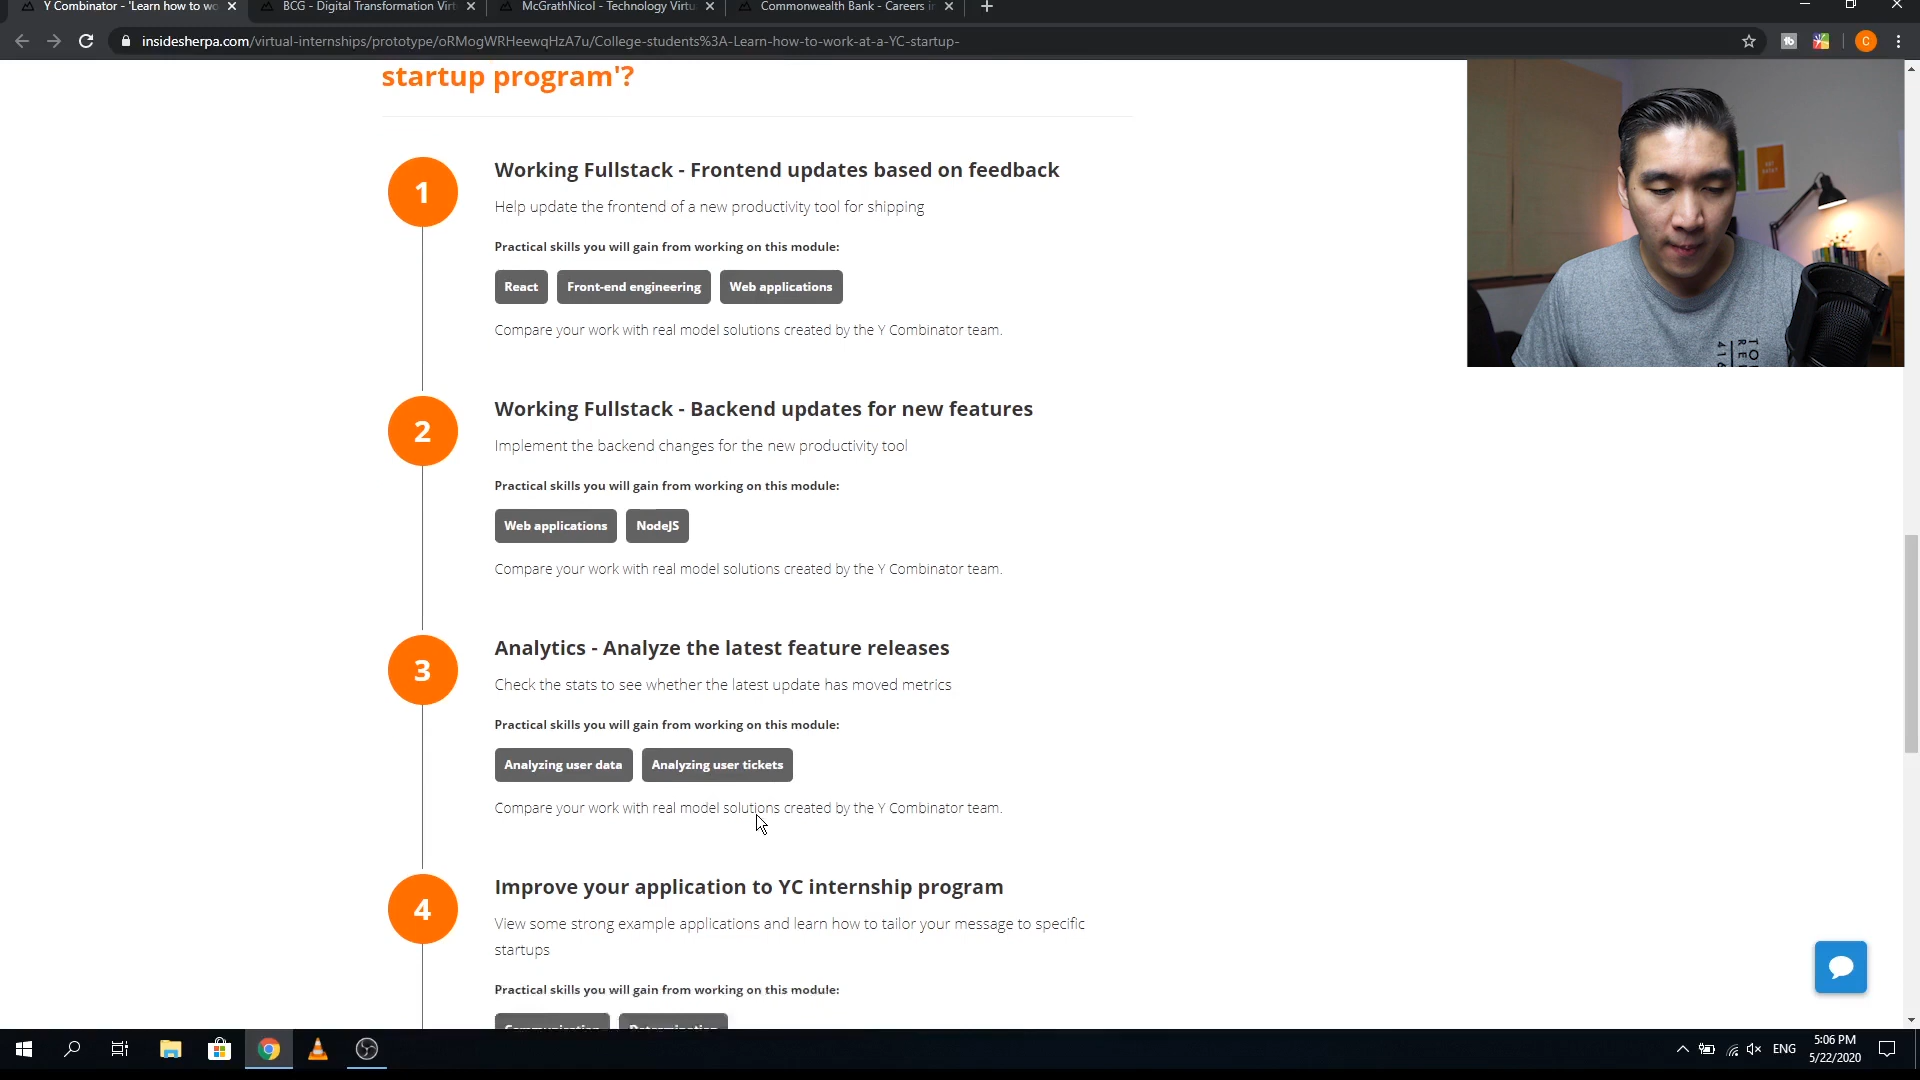 Y Combinator - 'Learn how to wo
BCG - Digital Transformation Virt
McGrathNicol - Technology Virtu
Commonwealth Bank - Careers in
insidesherpa.com/virtual-internships/prototype/oRMogWRHeewqHzA7u/College-students%3A-Learn-how-to-work-at-a-YC-startup-
C
startup program'?
1
Working Fullstack - Frontend updates based on feedback
Help update the frontend of a new productivity tool for shipping
Practical skills you will gain from working on this module:
React
Front-end engineering
Web applications
Compare your work with real model solutions created by the Y Combinator team.
2
Working Fullstack - Backend updates for new features
Implement the backend changes for the new productivity tool
Practical skills you will gain from working on this module:
Web applications
NodeJS
Compare your work with real model solutions created by the Y Combinator team.
3
Analytics - Analyze the latest feature releases
Check the stats to see whether the latest update has moved metrics
Practical skills you will gain from working on this module:
Analyzing user data
Analyzing user tickets
Compare your work with real model solutions created by the Y Combinator team.
4
Improve your application to YC internship program
View some strong example applications and learn how to tailor your message to specific
startups
Practical skills you will gain from working on this module:
Communication
Determination
ENG
5:06 PM
5/22/2020